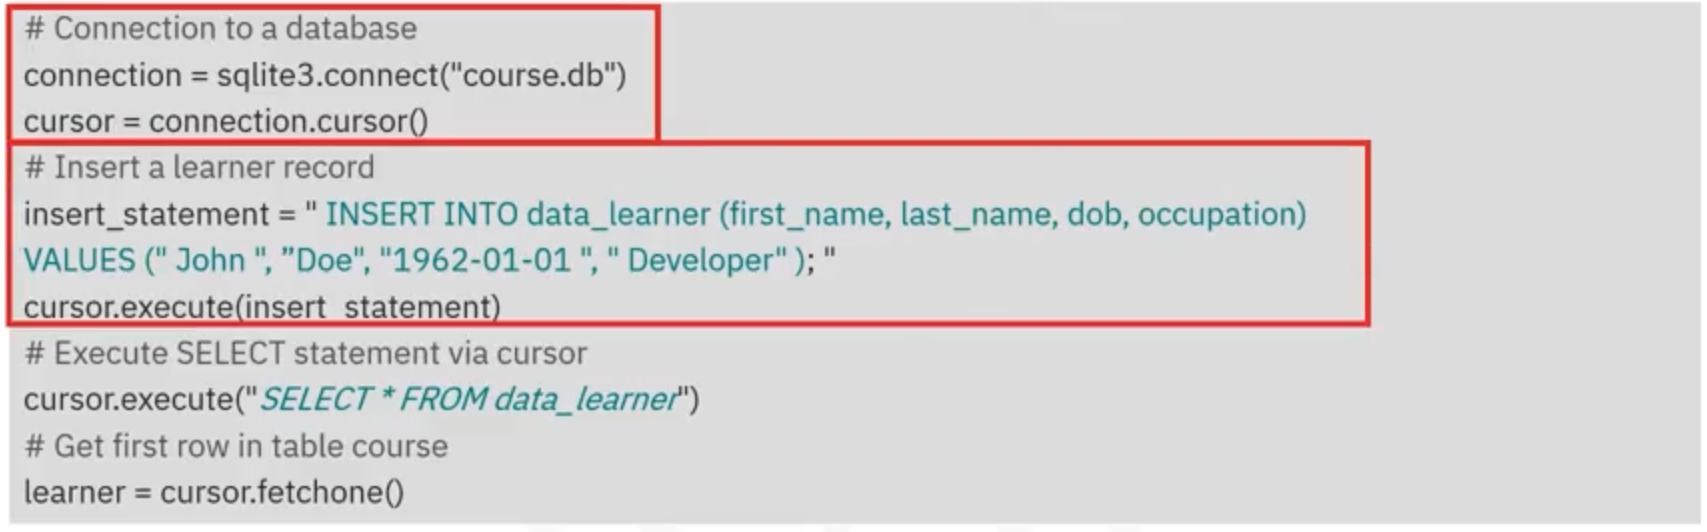 # Connection to a database
connection = sqlite3.connect("course.db")
cursor = connection.cursor()
# Insert a learner record
insert_statement = " INSERT INTO data_learner (first_name, last_name, dob, occupation)
VALUES (" John ", ”Doe", "1962-01-01 ", " Developer" ); "
cursor.execute(insert_statement)
# Execute SELECT statement via cursor
cursor.execute("SELECT * FROM data_learner")
# Get first row in table course
learner = cursor.fetchone()